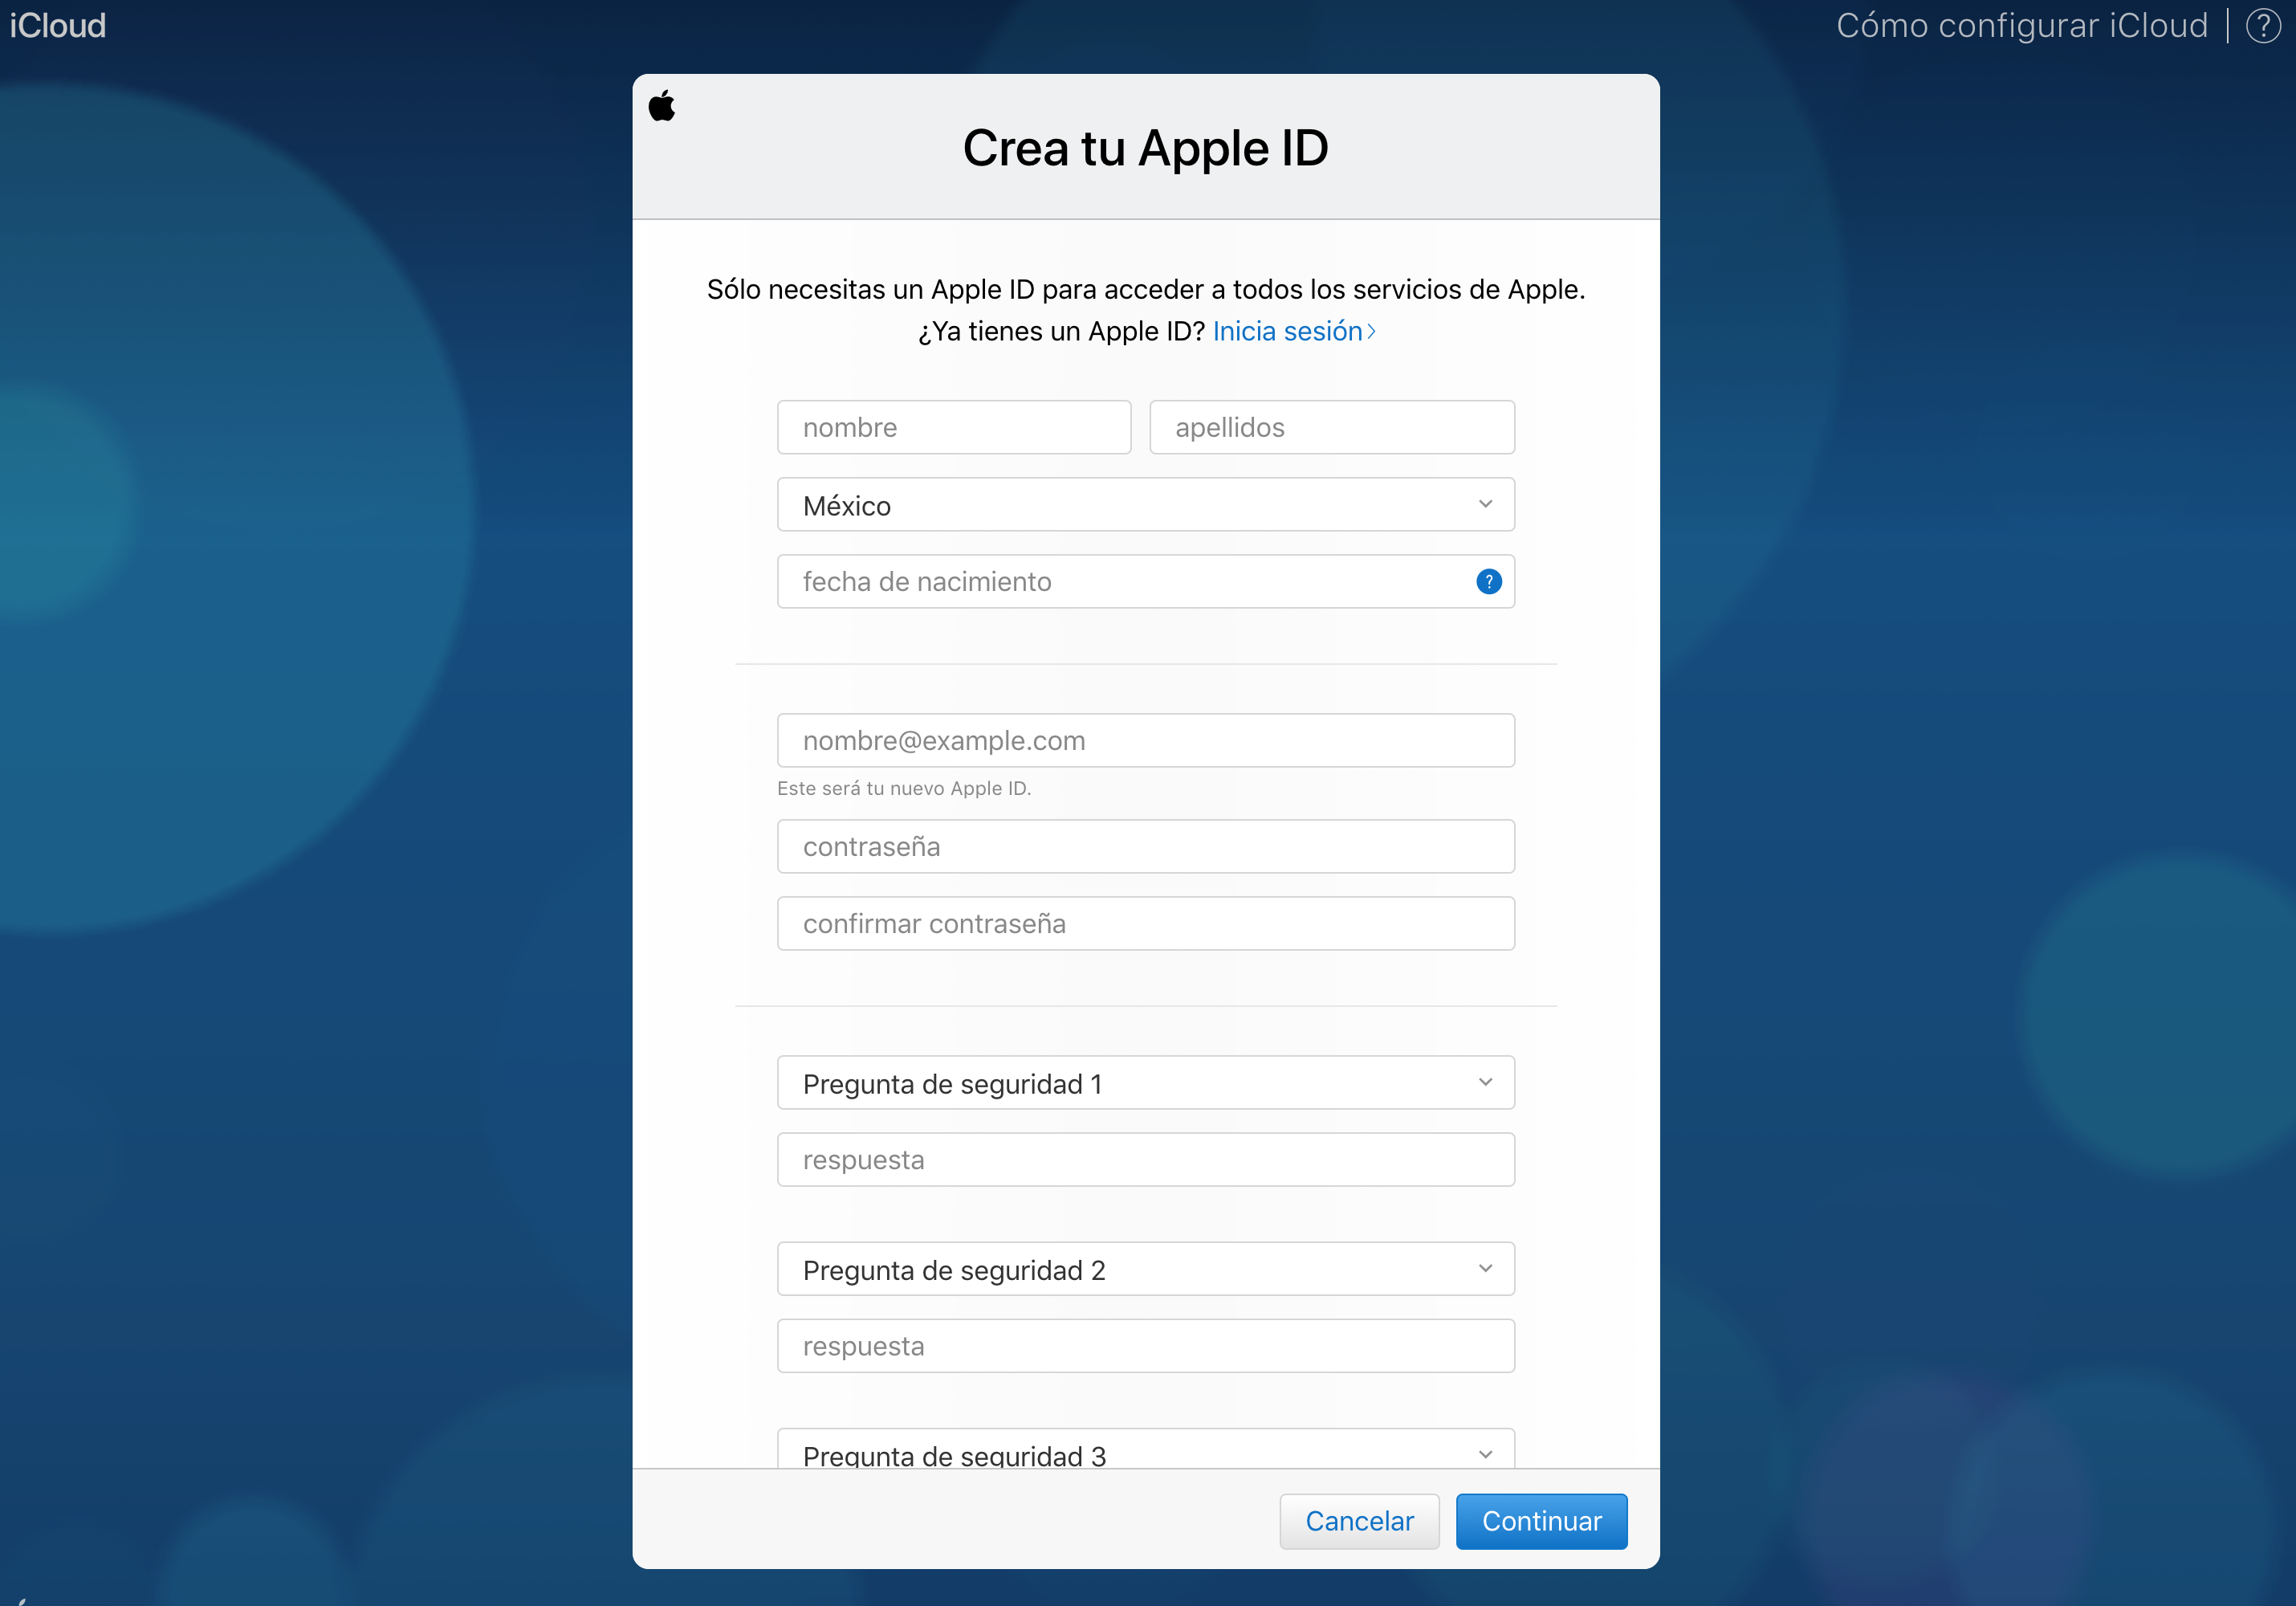 iCloud
Cómo configurar iCloud
?
Crea tu Apple ID
Sólo necesitas un Apple ID para acceder a todos los servicios de Apple.
¿Ya tienes un Apple ID? Inicia sesión
nombre
apellidos
México
fecha de nacimiento
?
nombre@example.com
Este será tu nuevo Apple ID.
contraseña
confirmar contraseña
Pregunta de seguridad 1
respuesta
Pregunta de seguridad 2
respuesta
Pregunta de seguridad 3
Cancelar
Continuar